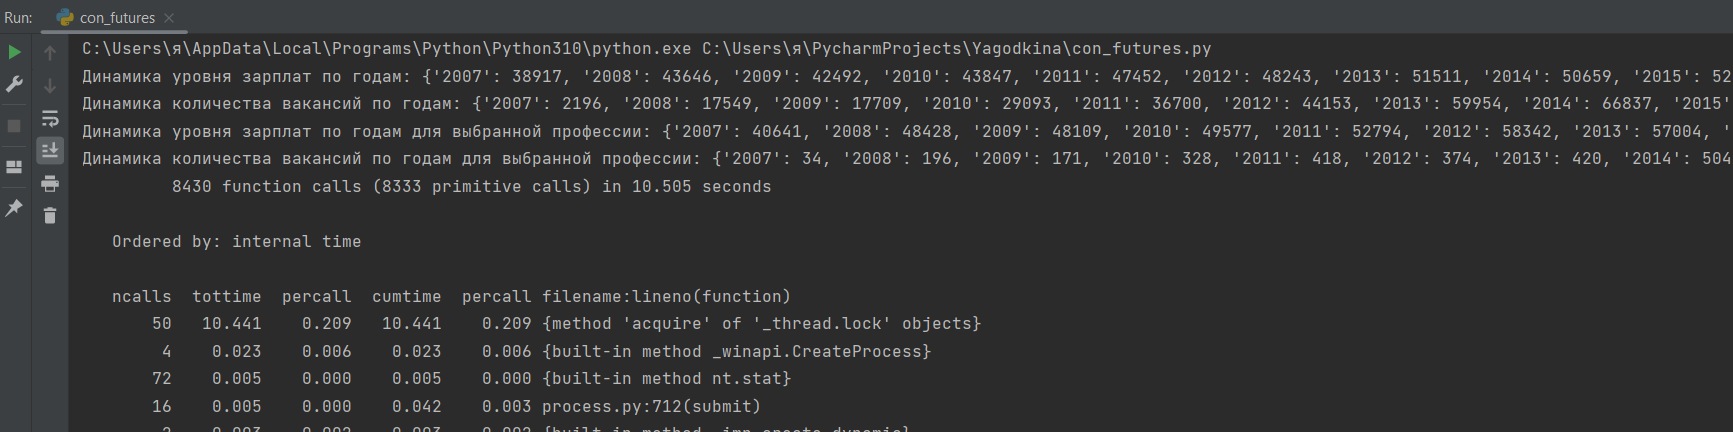 Run: con_futures
C:\Users\я\AppData\Local\Programs\Python\Python310\python.exe C:\Users\я\PycharmProjects\Yagodkina\con_futures.py
Динамика уровня зарплат по годам: {'2007': 38917, '2008': 43646, '2009': 42492, '2010': 43847, '2011': 47452, '2012': 48243, '2013': 51511, '2014': 50659, '2015': 52
Динамика количества вакансий по годам: {'2007': 2196, '2008': 17549, '2009': 17709, '2010': 29093, '2011': 36700, '2012': 44153, '2013': 59954, '2014': 66837, '2015'
Динамика уровня зарплат по годам для выбранной профессии: {'2007': 40641, '2008': 48428, '2009': 48109, '2010': 49577, '2011': 52794, '2012': 58342, '2013': 57004, '
Динамика количества вакансий по годам для выбранной профессии: {'2007': 34, '2008': 196, '2009': 171, '2010': 328, '2011': 418, '2012': 374, '2013': 420, '2014': 504
8430 function calls (8333 primitive calls) in 10.505 seconds
Ordered by: internal time
ncalls tottime percall cumtime percall filename:lineno(function)
50 10.441 0.209 10.441 0.209 {method 'acquire' of '_thread.lock' objects}
4 0.023 0.006 0.023 0.006 {built-in method _winapi.CreateProcess}
72 0.005 0.000 0.005 0.000 {built-in method nt.stat}
16 0.005 0.000 0.042 0.003 process.py:712(submit)